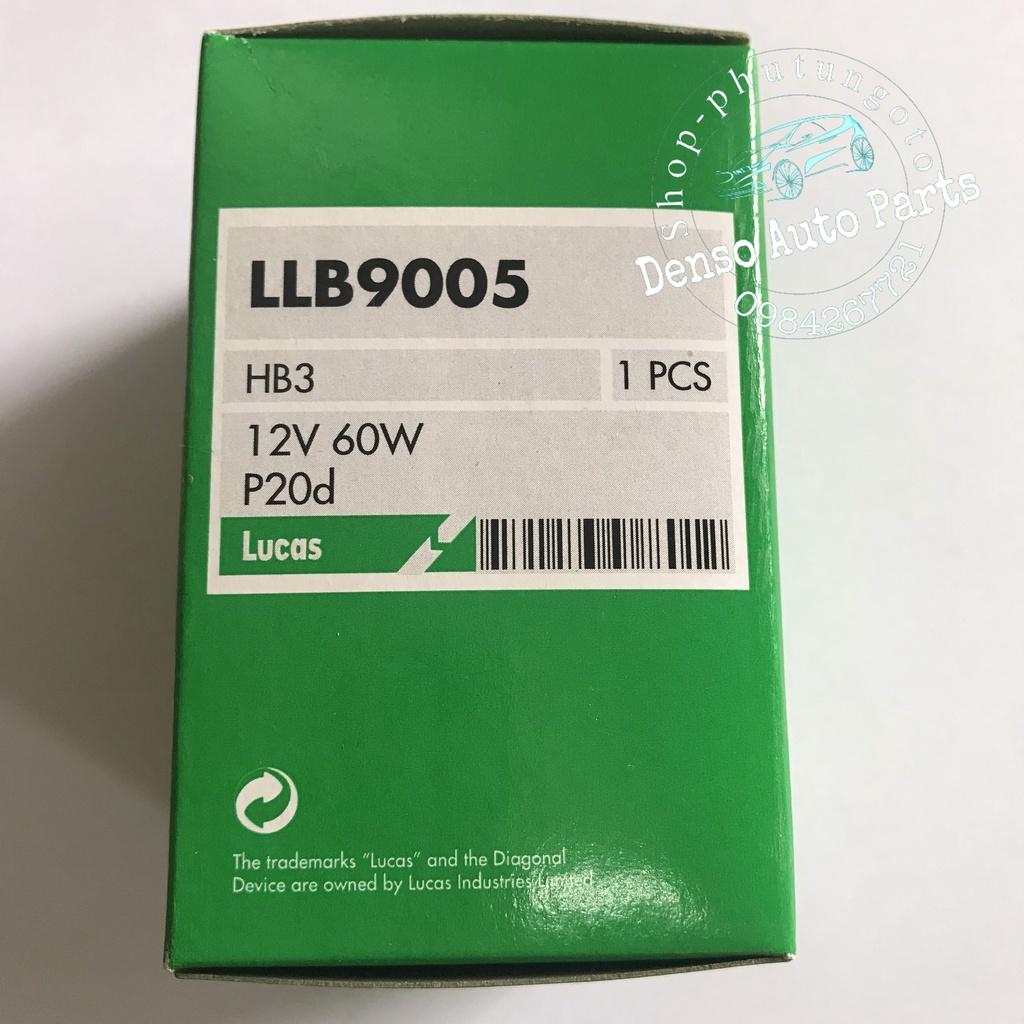 Shop-phutungoto
Denso Auto Parts
0984267721
LLB9005
HB3
1 PCS
12V 60W
P20d
Lucas
The trademarks "Lucas" and the Diagonal
Device are owned by Lucas Industries Limited